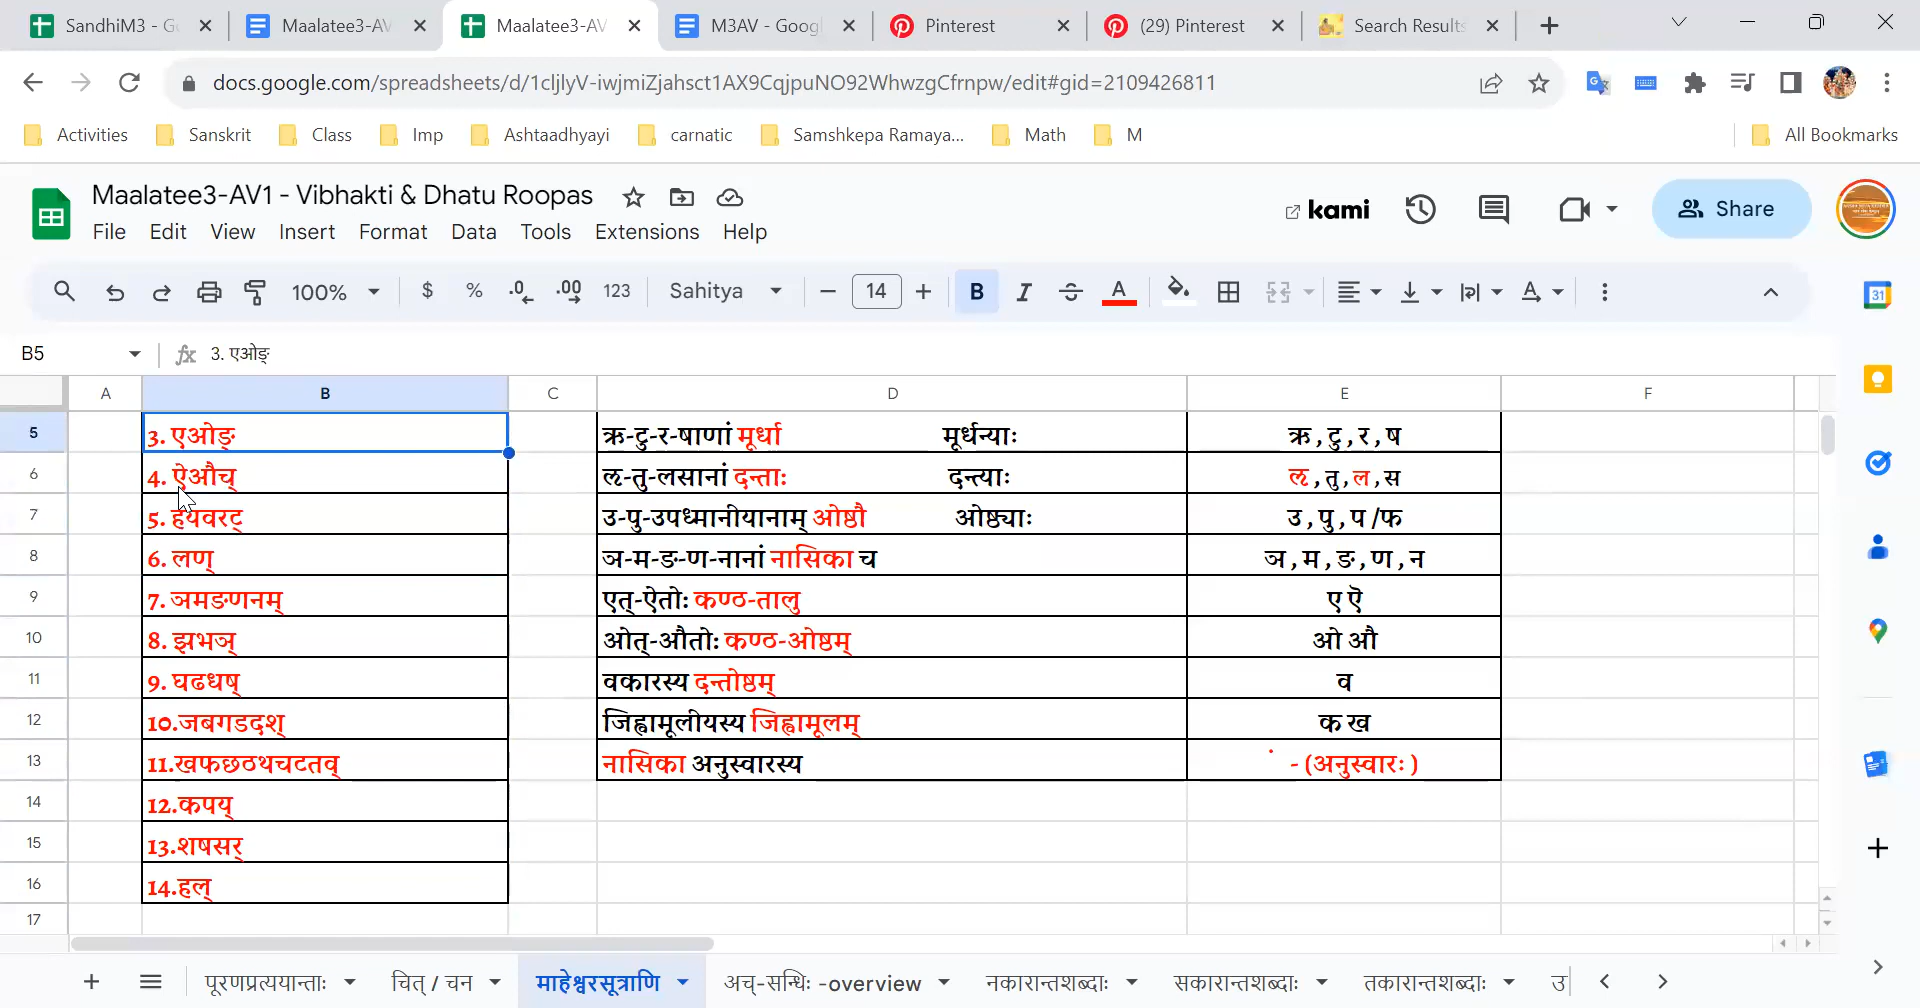 SandhiM3 - G
Maalatee3-AV
Maalatee3-AV
M3AV - Googl
Pinterest
(29) Pinterest
Search Results
docs.google.com/spreadsheets/d/1cljlyV-iwjmiZjahsct1AX9CqjpuNO92WhwzgCfrnpw/edit#gid=2109426811
Activities Sanskrit Class Imp Ashtaadhyayi carnatic Samshkepa Ramaya... Math M All Bookmarks
Maalatee3-AV1 - Vibhakti & Dhatu Roopas
kami
Share
File Edit View Insert Format Data Tools Extensions Help
100% $ % .0 .00 123 Sahitya 14 B I A
31
B5 fx 3. एओङ्
A B C D E F
5 3. एओङ् ऋ-टु-र-षाणां मूर्धा मूर्धन्याः ऋ , टु , र , ष
6 4. ऐऔच् ऌ-तु-लसानां दन्ताः दन्त्याः ऌ , तु , ल , स
7 5. हयवरट् उ-पु-उपध्मानीयानाम् ओष्ठौ ओष्ठ्याः उ , पु , प /फ
8 6. लण् ञ-म-ङ-ण-नानां नासिका च ञ , म , ङ , ण , न
9 7. ञमङणनम् एत्-ऐतोः कण्ठ-तालु ए ऐ
10 8. झभञ् ओत्-औतोः कण्ठ-ओष्ठम् ओ औ
11 9. घढधष् वकारस्य दन्तोष्ठम् व
12 10.जबगडदश् जिह्वामूलीयस्य जिह्वामूलम् क ख
13 11.खफछठथचटतव् नासिका अनुस्वारस्य ं - (अनुस्वारः )
14 12.कपय्
15 13.शषसर्
16 14.हल्
17
पूरणप्रत्ययान्ताः चित् / चन माहेश्वरसूत्राणि अच्-सन्धिः -overview नकारान्तशब्दाः सकारान्तशब्दाः तकारान्तशब्दाः उ